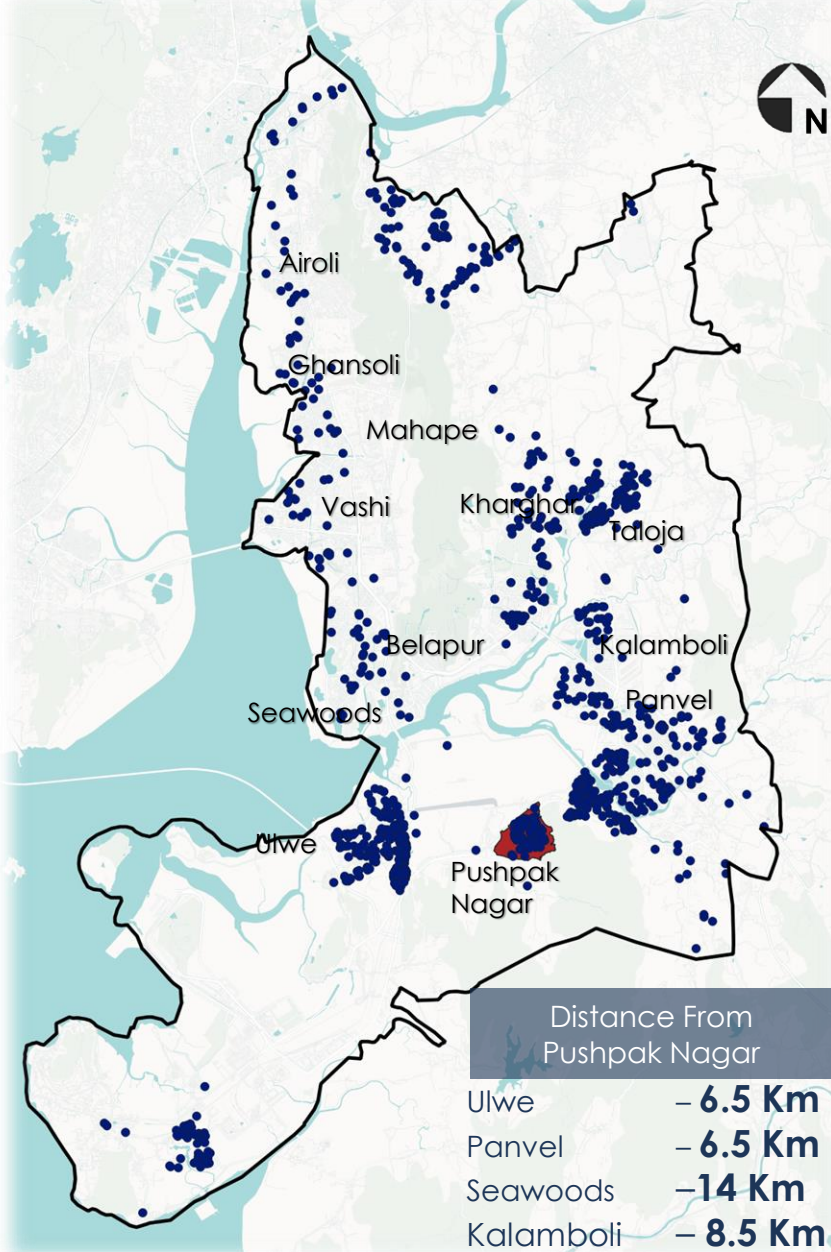 N
Airoli
Ghansoli
Mahape
Vashi
Kharghar
Taloja
Belapur
Kalamboli
Panvel
Seawoods
Ulwe
Pushpak
Nagar
Distance From
Pushpak Nagar
Ulwe – 6.5 Km
Panvel – 6.5 Km
Seawoods –14 Km
Kalamboli – 8.5 Km